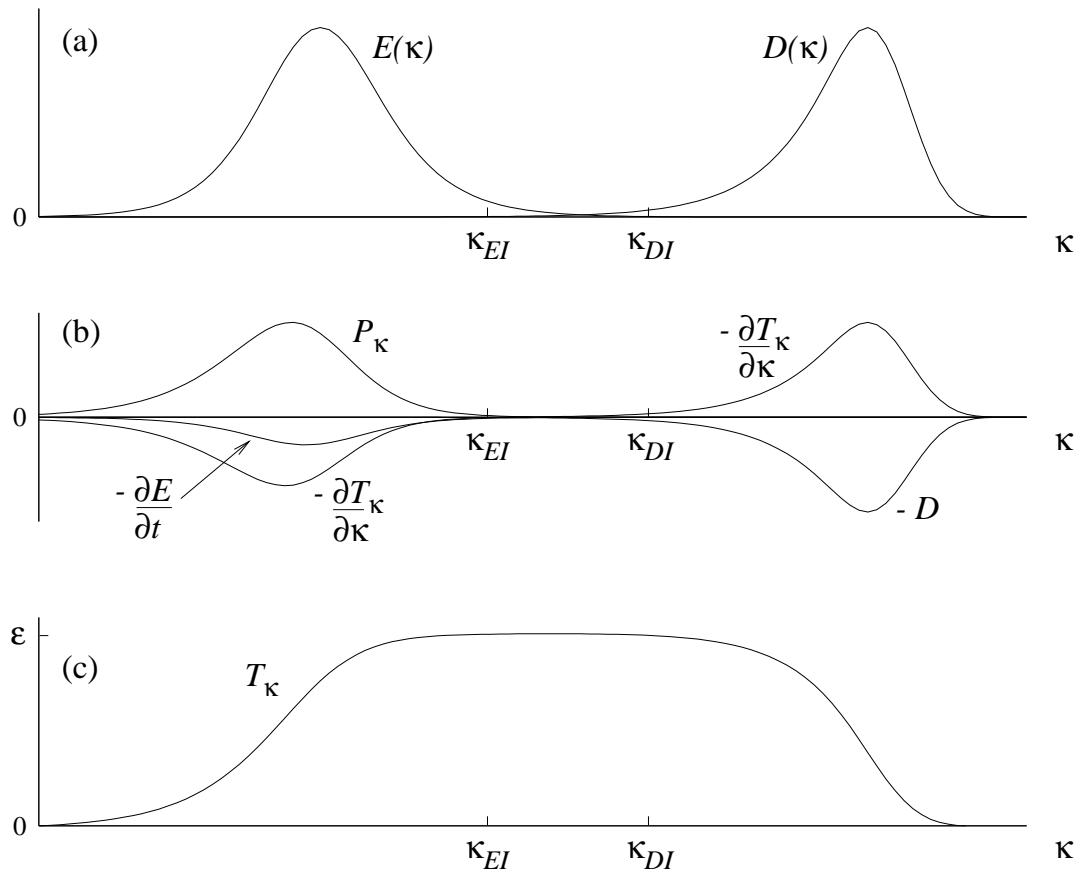 (a)
E(κ)
D(κ)
0
κ_EI
κ_DI
κ
(b)
P_κ
- ∂T_κ
∂κ
0
κ_EI
κ_DI
κ
- ∂E
∂t
- ∂T_κ
∂κ
- D
ε
(c)
T_κ
0
κ_EI
κ_DI
κ